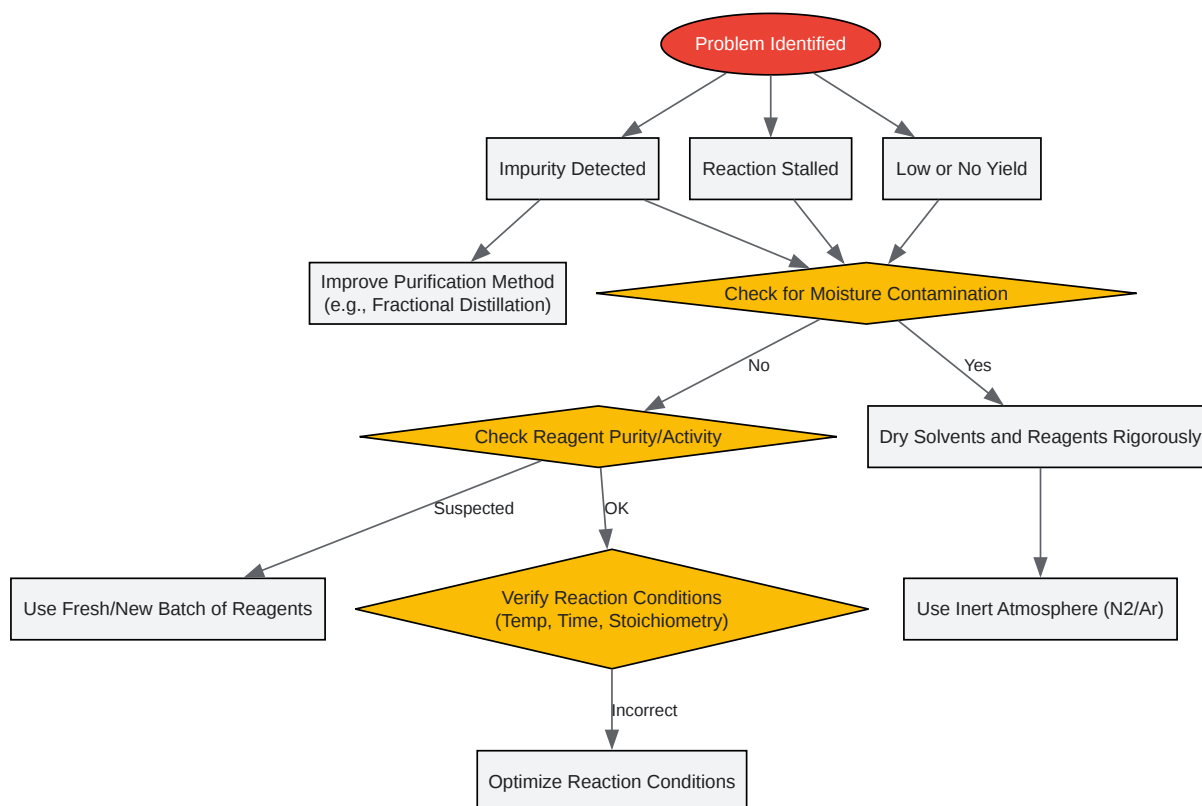 Problem Identified
Impurity Detected
Reaction Stalled
Low or No Yield
Improve Purification Method
(e.g., Fractional Distillation)
Check for Moisture Contamination
No
Yes
Check Reagent Purity/Activity
Dry Solvents and Reagents Rigorously
Suspected
OK
Use Fresh/New Batch of Reagents
Verify Reaction Conditions
(Temp, Time, Stoichiometry)
Use Inert Atmosphere (N2/Ar)
Incorrect
Optimize Reaction Conditions